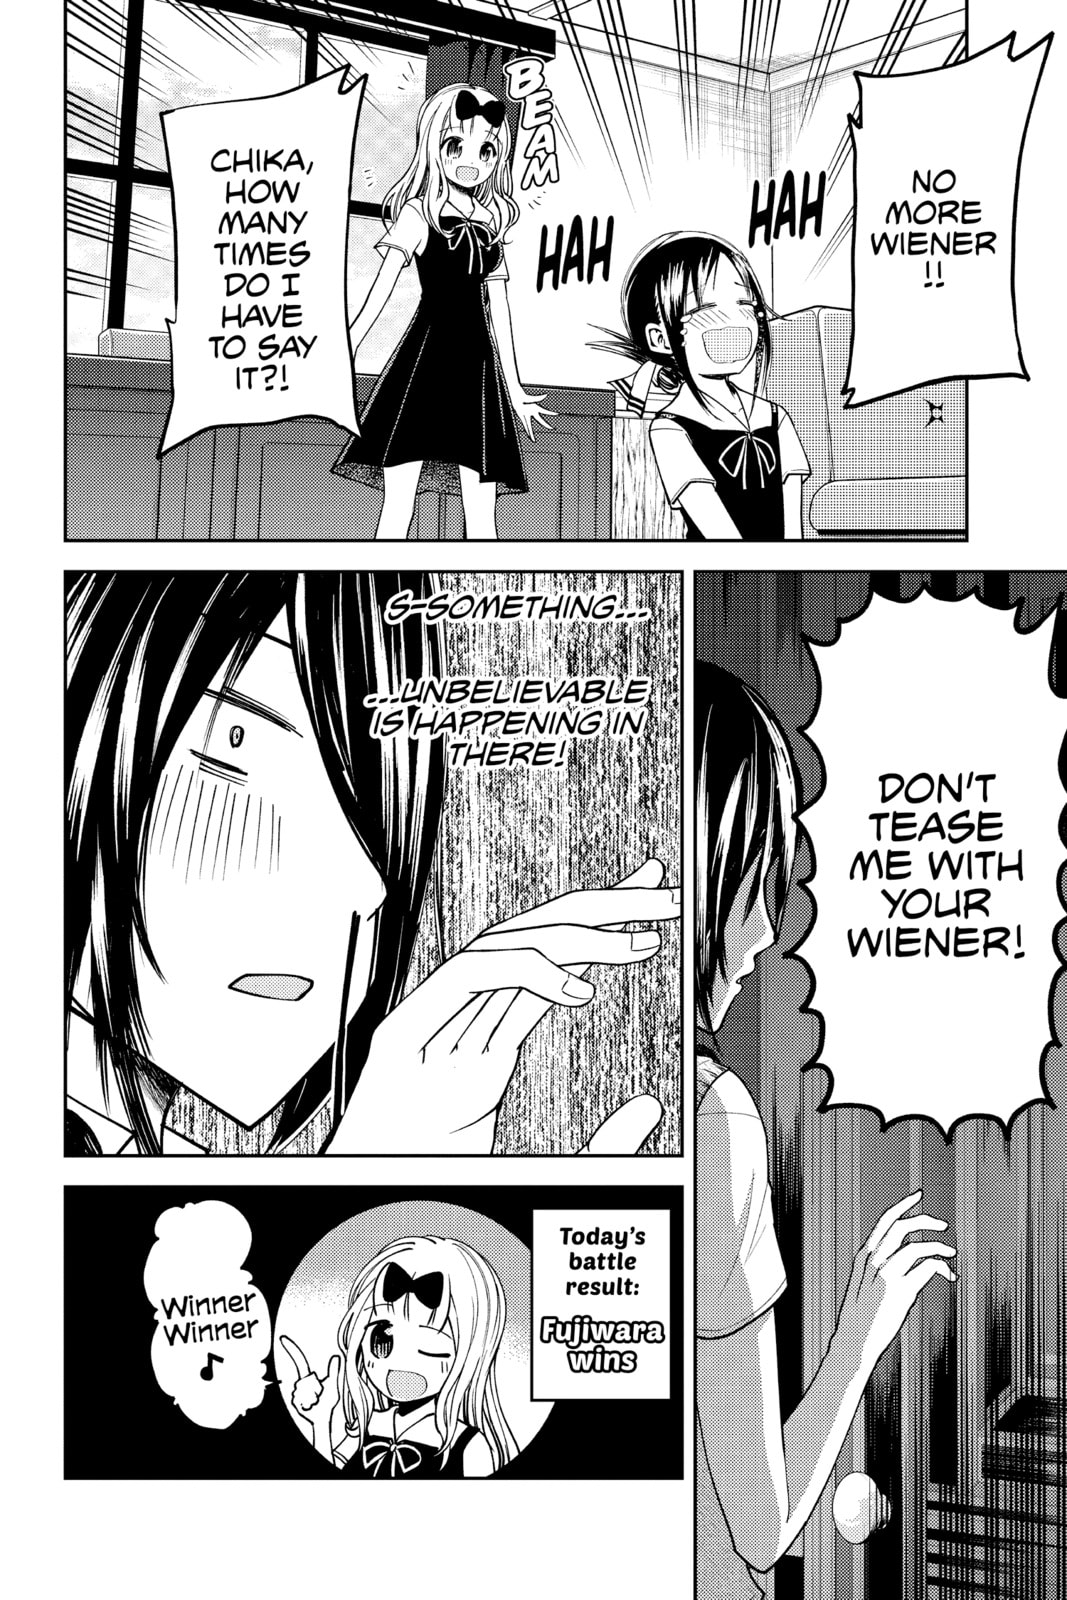 NO
MORE
WIENER
!!
HAH
HAH
BEAM
CHIKA,
HOW
MANY
TIMES
DO I
HAVE
TO SAY
IT?!
DON'T
TEASE
ME WITH
YOUR
WIENER!
S-SOMETHING...
...UNBELIEVABLE
IS HAPPENING IN
THERE!
Today's
battle
result:
Fujiwara
wins
Winner
Winner
♪